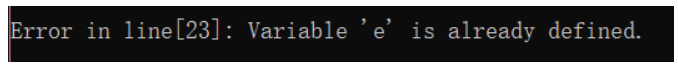 Error in line[23]: Variable 'e' is already defined.